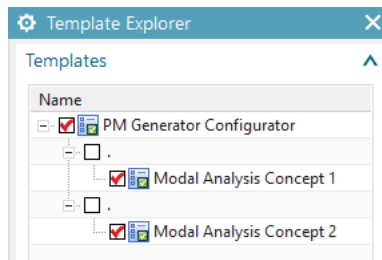 Template Explorer
Templates
Name
PM Generator Configurator
.
Modal Analysis Concept 1
.
Modal Analysis Concept 2